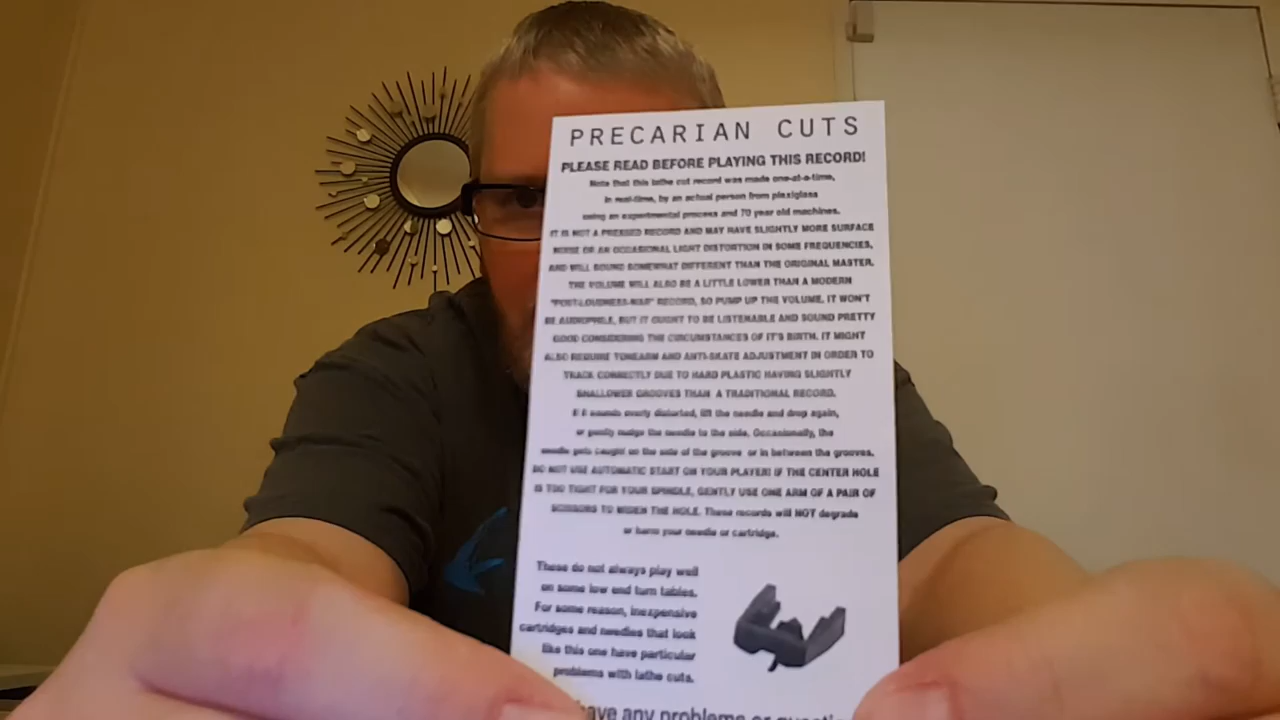 PRECARIAN CUTS
PLEASE READ BEFORE PLAYING THIS RECORD!
Note that this lathe cut record was made one-at-a-time,
in real-time, by an actual person from plexiglass
using an experimental process and 70 year old machines.
IT IS NOT A PRESSED RECORD AND MAY HAVE SLIGHTLY MORE SURFACE
NOISE OR AN OCCASIONAL LIGHT DISTORTION IN SOME FREQUENCIES,
AND WILL SOUND SOMEWHAT DIFFERENT THAN THE ORIGINAL MASTER.
THE VOLUME WILL ALSO BE A LITTLE LOWER THAN A MODERN
"POST-LOUDNESS-WAR" RECORD, SO PUMP UP THE VOLUME. IT WON'T
BE AUDIOPHILE, BUT IT OUGHT TO BE LISTENABLE AND SOUND PRETTY
GOOD CONSIDERING THE CIRCUMSTANCES OF IT'S BIRTH. IT MIGHT
ALSO REQUIRE TONEARM AND ANTI-SKATE ADJUSTMENT IN ORDER TO
TRACK CORRECTLY DUE TO HARD PLASTIC HAVING SLIGHTLY
SHALLOWER GROOVES THAN A TRADITIONAL RECORD.
If it sounds overly distorted, lift the needle and drop again,
or gently nudge the needle to the side. Occasionally, the
needle gets caught on the side of the groove or in between the grooves.
DO NOT USE AUTOMATIC START ON YOUR PLAYER! IF THE CENTER HOLE
IS TOO TIGHT FOR YOUR SPINDLE, GENTLY USE ONE ARM OF A PAIR OF
SCISSORS TO WIDEN THE HOLE. These records will NOT degrade
or harm your needle or cartridge.
These do not always play well
on some low end turn tables.
For some reason, inexpensive
cartridges and needles that look
like this one have particular
problems with lathe cuts.
have any problems or